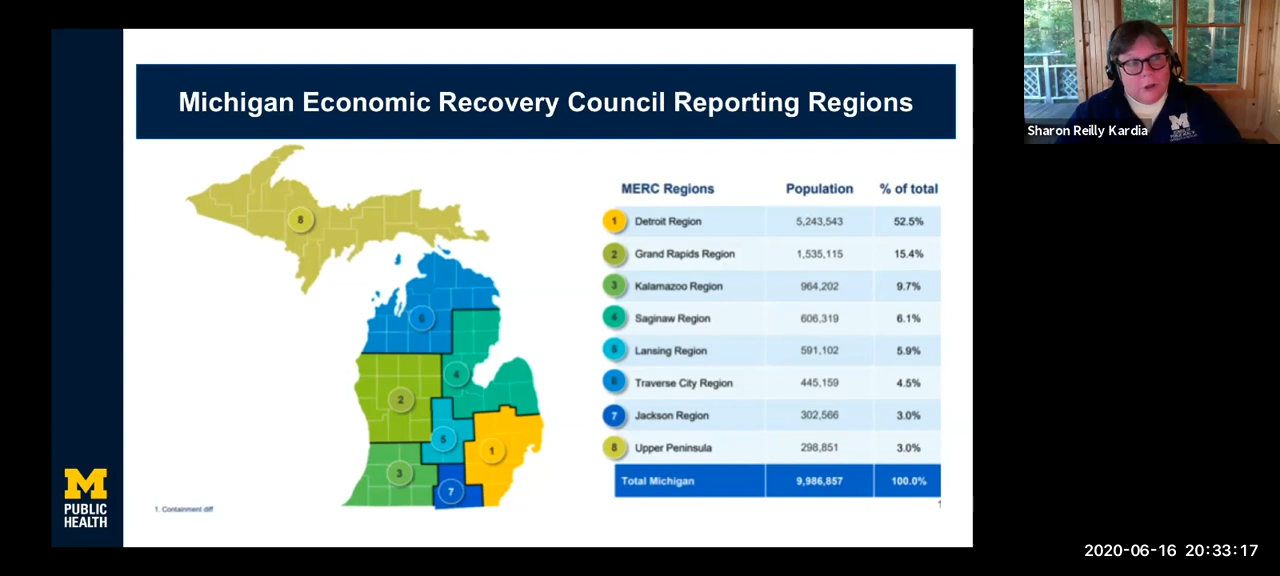 Michigan Economic Recovery Council Reporting Regions
MERC Regions Population % of total
1 Detroit Region 5,243,543 52.5%
2 Grand Rapids Region 1,535,115 15.4%
3 Kalamazoo Region 964,202 9.7%
4 Saginaw Region 606,319 6.1%
5 Lansing Region 591,102 5.9%
6 Traverse City Region 445,159 4.5%
7 Jackson Region 302,566 3.0%
8 Upper Peninsula 298,851 3.0%
Total Michigan 9,986,857 100.0%
8
6
4
2
5
1
3
7
1. Containment diff
1
M
PUBLIC
HEALTH
Sharon Reilly Kardia
M
2020-06-16 20:33:17